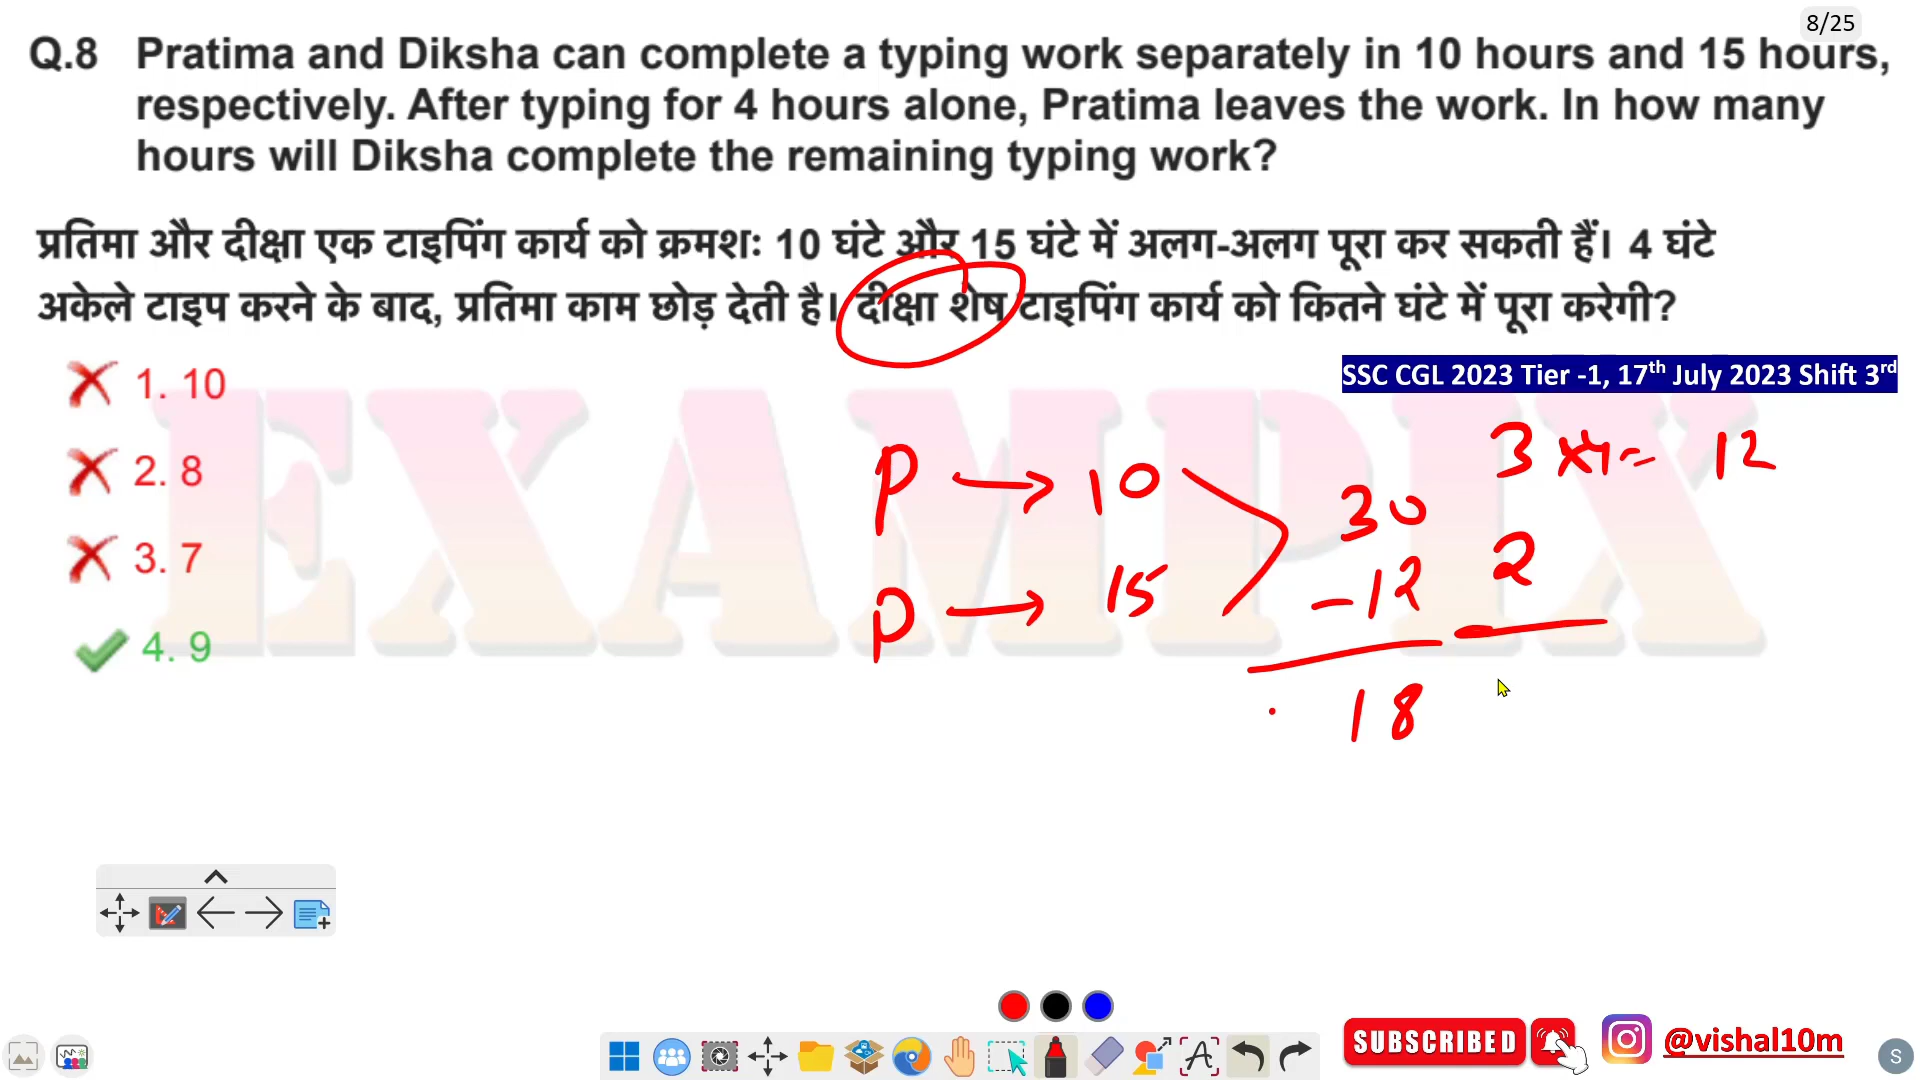 8/25
Q.8 Pratima and Diksha can complete a typing work separately in 10 hours and 15 hours,
respectively. After typing for 4 hours alone, Pratima leaves the work. In how many
hours will Diksha complete the remaining typing work?
प्रतिमा और दीक्षा एक टाइपिंग कार्य को क्रमशः 10 घंटे और 15 घंटे में अलग-अलग पूरा कर सकती हैं। 4 घंटे
अकेले टाइप करने के बाद, प्रतिमा काम छोड़ देती है। दीक्षा शेष टाइपिंग कार्य को कितने घंटे में पूरा करेगी?
SSC CGL 2023 Tier -1, 17th July 2023 Shift 3rd
1. 10
2. 8
3. 7
4. 9
EXAMPIX
P → 10
D → 15
30
-12
18
3 x4= 12
2
SUBSCRIBED
@vishal10m
S